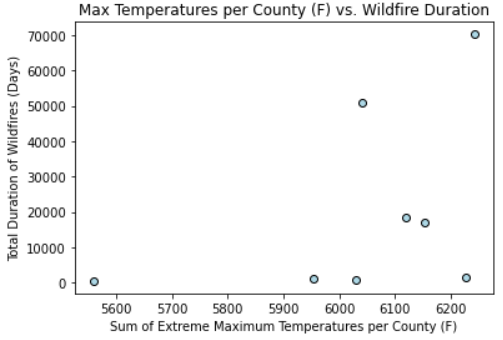 Max Temperatures per County (F) vs. Wildfire Duration
70000
60000
50000
40000
30000
20000
10000
0
Total Duration of Wildfires (Days)
5600 5700 5800 5900 6000 6100 6200
Sum of Extreme Maximum Temperatures per County (F)